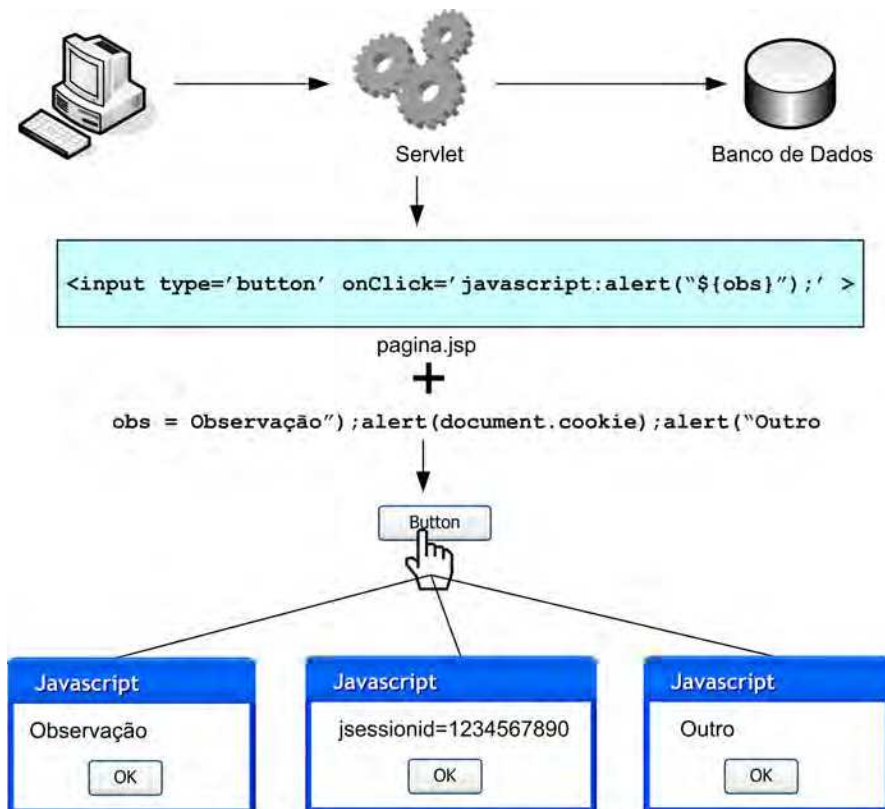 Servlet
Banco de Dados
<input type='button' onClick='javascript:alert(“${obs}”);' >
pagina.jsp
+
obs = Observação”);alert(document.cookie);alert(“Outro
Button
Javascript
Observação
OK
Javascript
jsessionid=1234567890
OK
Javascript
Outro
OK